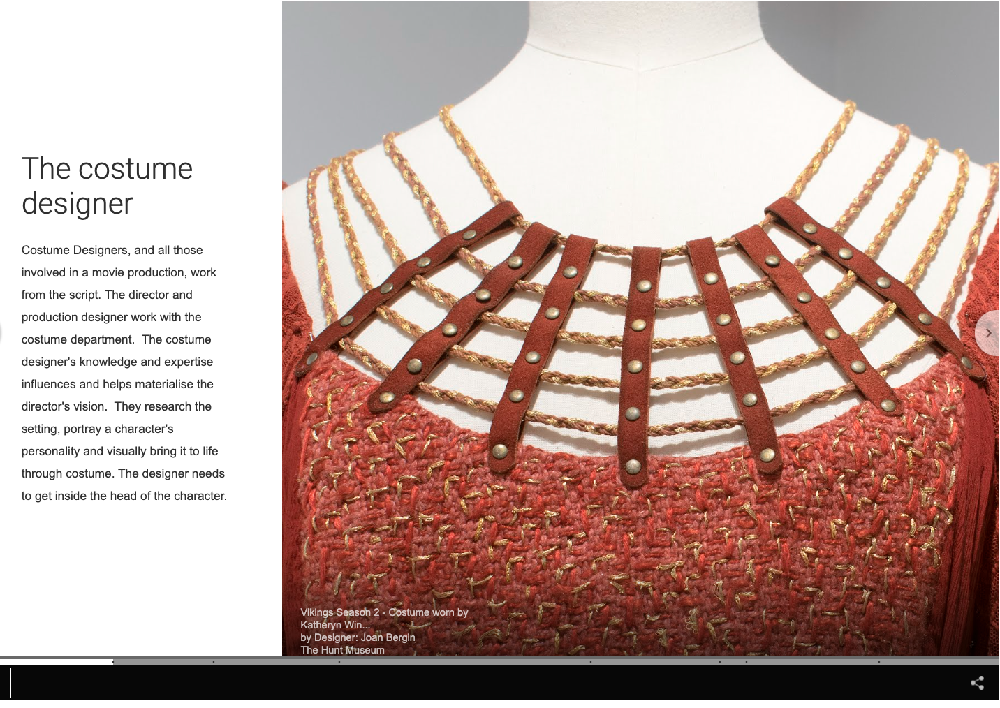 The costume
designer
Costume Designers, and all those
involved in a movie production, work
from the script. The director and
production designer work with the
costume department.  The costume
designer's knowledge and expertise
influences and helps materialise the
director's vision.  They research the
setting, portray a character's
personality and visually bring it to life
through costume. The designer needs
to get inside the head of the character.
Vikings Season 2 - Costume worn by
Katheryn Win...
by Designer: Joan Bergin
The Hunt Museum